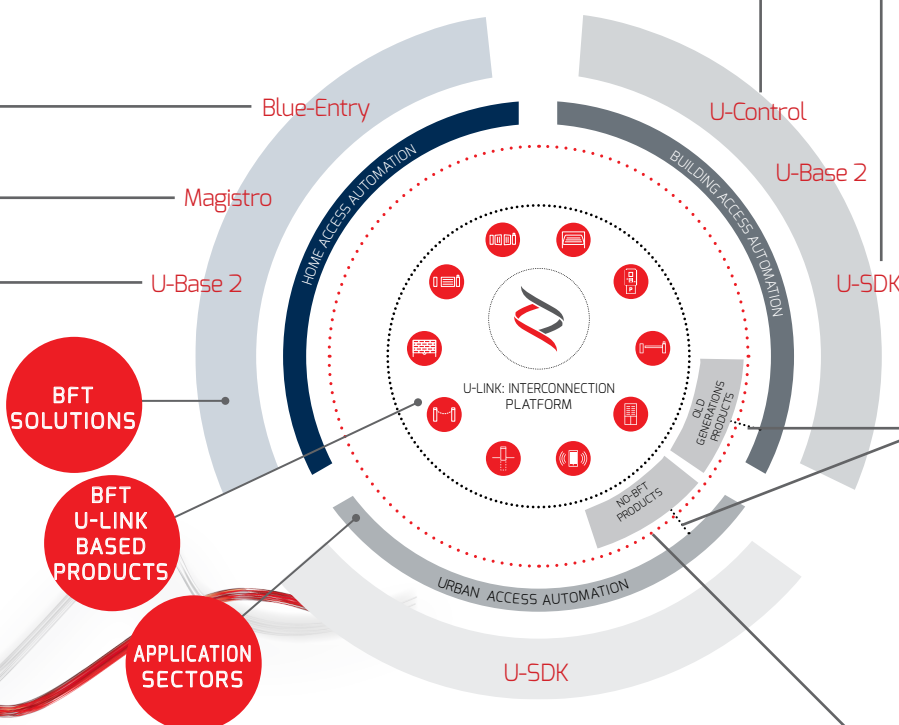 Blue-Entry
Magistro
U-Base 2
U-Control
U-Base 2
U-SDK
HOME ACCESS AUTOMATION
BUILDING ACCESS AUTOMATION
U-LINK: INTERCONNECTION
PLATFORM
OLD
GENERATIONS
PRODUCTS
NO-BFT
PRODUCTS
URBAN ACCESS AUTOMATION
U-SDK
BFT
SOLUTIONS
BFT
U-LINK
BASED
PRODUCTS
APPLICATION
SECTORS